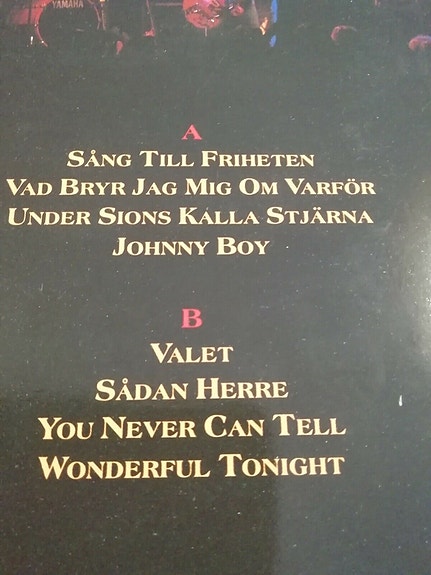 YAMAHA
A
SÅNG TILL FRIHETEN
VAD BRYR JAG MIG OM VARFÖR
UNDER SIONS KALLA STJÄRNA
JOHNNY BOY
B
VALET
SÅDAN HERRE
YOU NEVER CAN TELL
WONDERFUL TONIGHT